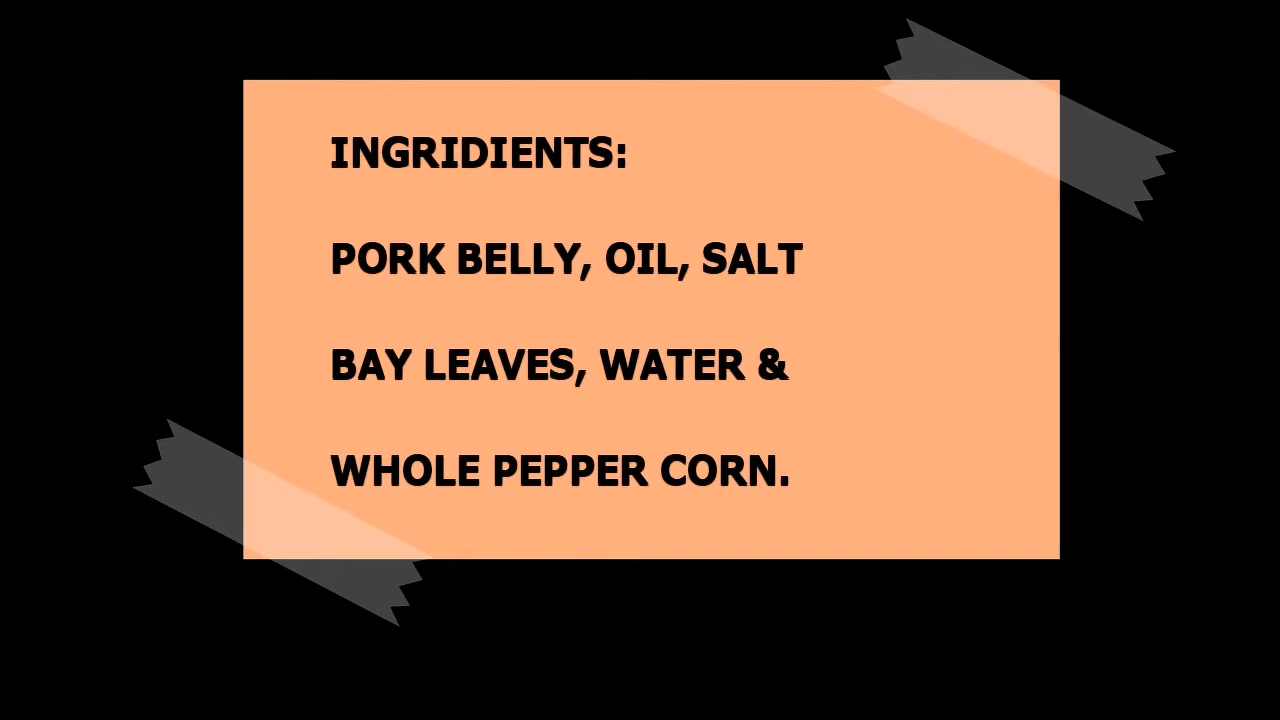 INGRIDIENTS:
PORK BELLY, OIL, SALT
BAY LEAVES, WATER &
WHOLE PEPPER CORN.